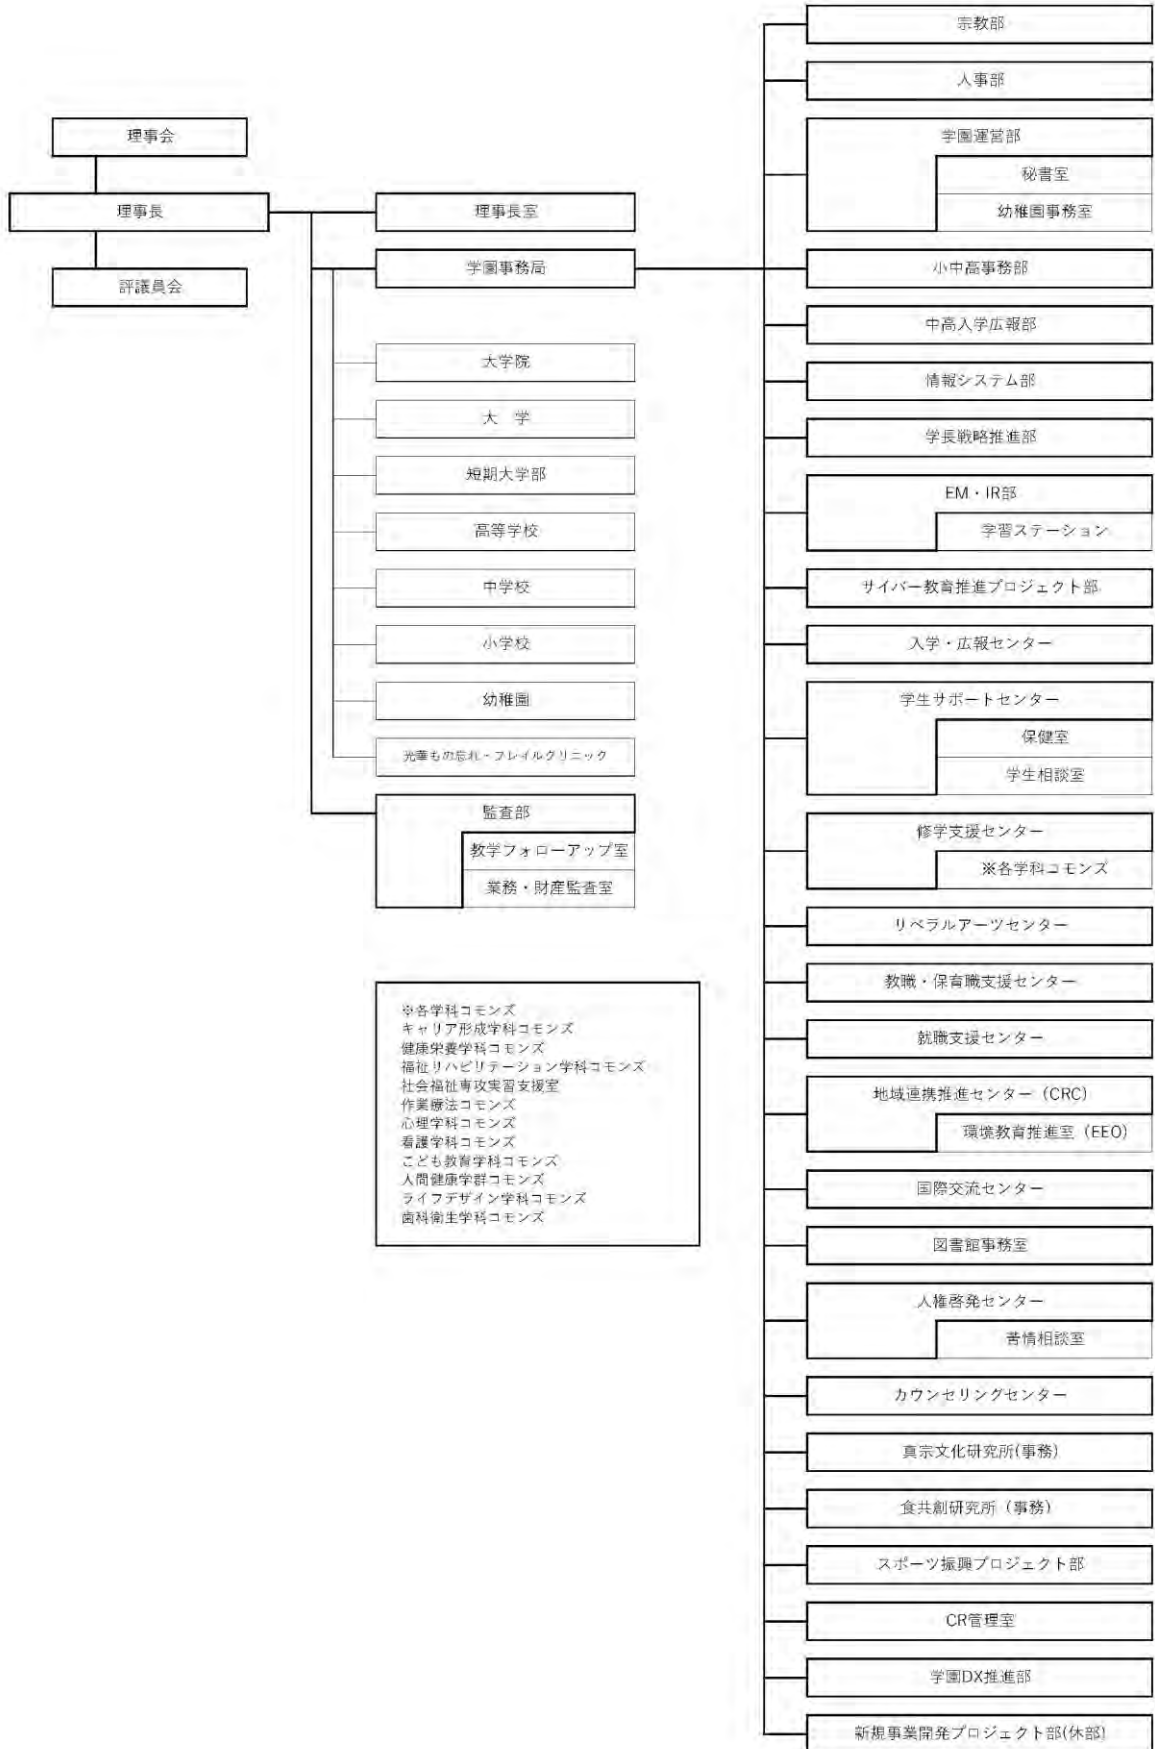 理事会
理事長
評議員会
理事長室
学園事務局
大学院
大　学
短期大学部
高等学校
中学校
小学校
幼稚園
光華もの忘れ・フレイルクリニック
監査部
教学フォローアップ室
業務・財産監査室
※各学科コモンズ
キャリア形成学科コモンズ
健康栄養学科コモンズ
福祉リハビリテーション学科コモンズ
社会福祉専攻実習支援室
作業療法コモンズ
心理学科コモンズ
看護学科コモンズ
こども教育学科コモンズ
人間健康学群コモンズ
ライフデザイン学科コモンズ
歯科衛生学科コモンズ
宗教部
人事部
学園運営部
秘書室
幼稚園事務室
小中高事務部
中高入学広報部
情報システム部
学長戦略推進部
EM・IR部
学習ステーション
サイバー教育推進プロジェクト部
入学・広報センター
学生サポートセンター
保健室
学生相談室
修学支援センター
※各学科コモンズ
リベラルアーツセンター
教職・保育職支援センター
就職支援センター
地域連携推進センター（CRC）
環境教育推進室（EEO）
国際交流センター
図書館事務室
人権啓発センター
苦情相談室
カウンセリングセンター
真宗文化研究所(事務)
食共創研究所（事務）
スポーツ振興プロジェクト部
CR管理室
学園DX推進部
新規事業開発プロジェクト部(休部)